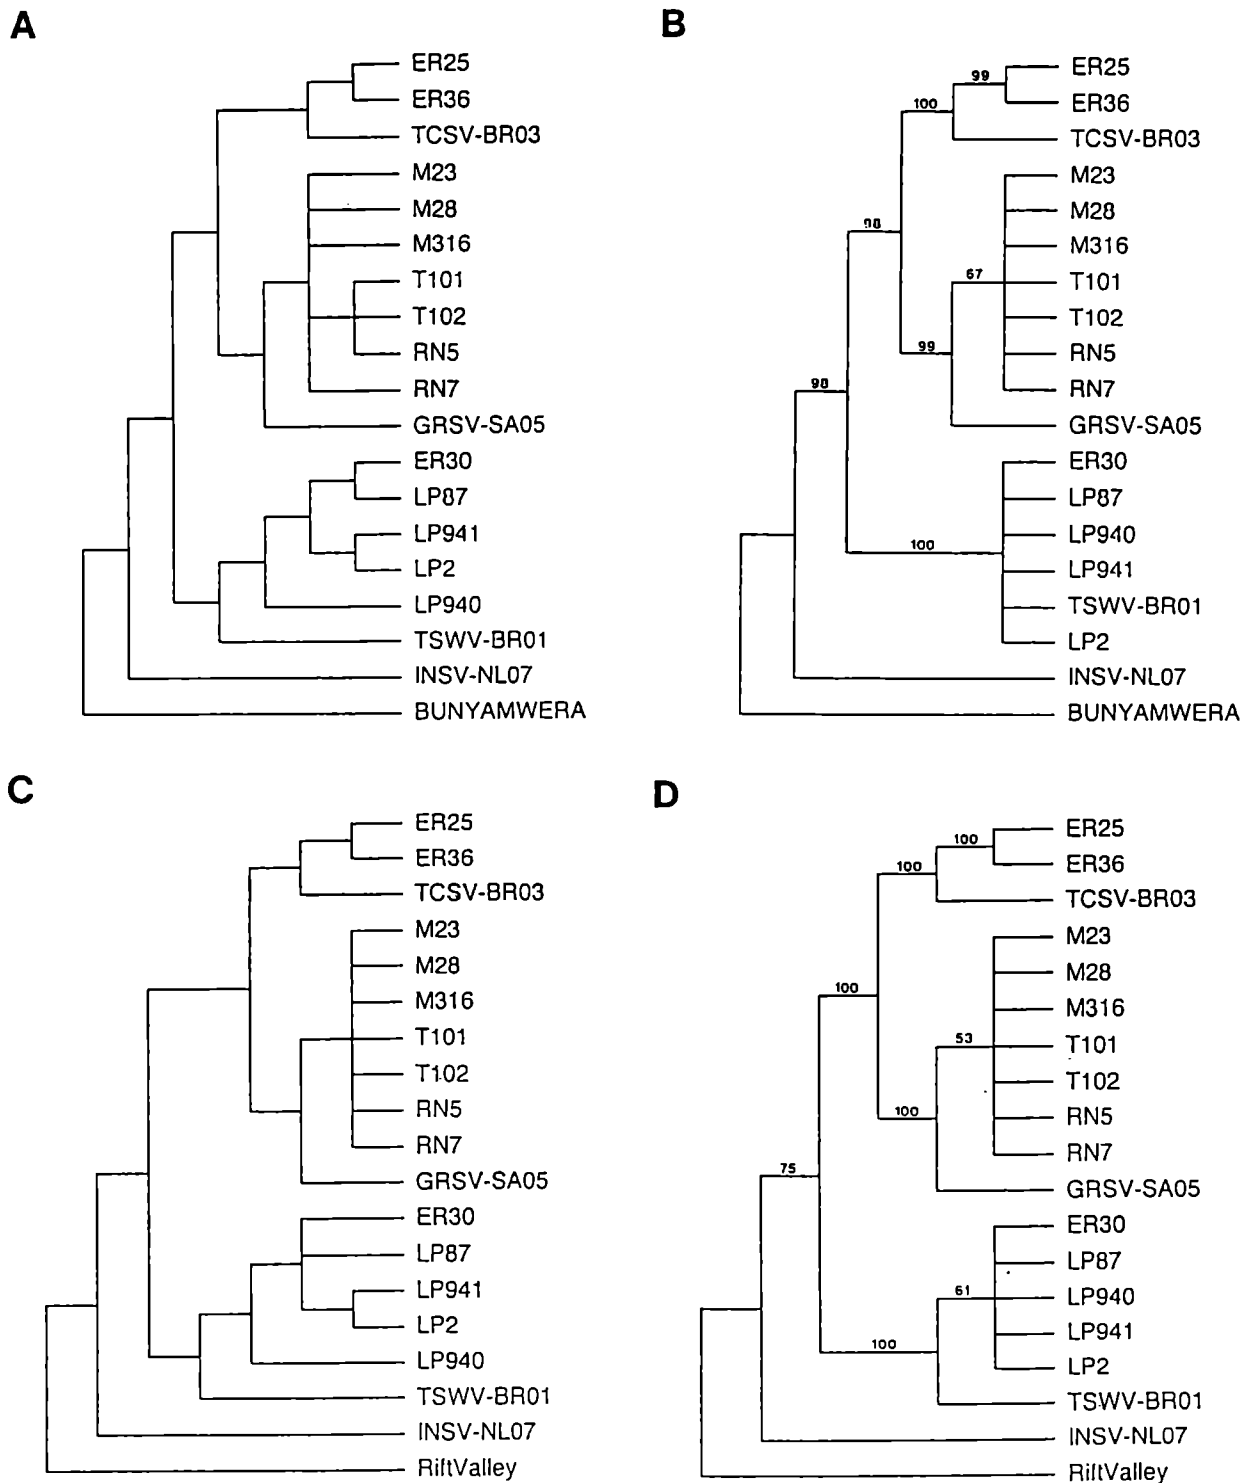 A
ER25
ER36
TCSV-BR03
M23
M28
M316
T101
T102
RN5
RN7
GRSV-SA05
ER30
LP87
LP941
LP2
LP940
TSWV-BR01
INSV-NL07
BUNYAMWERA
B
99
100
98
67
99
98
100
ER25
ER36
TCSV-BR03
M23
M28
M316
T101
T102
RN5
RN7
GRSV-SA05
ER30
LP87
LP940
LP941
TSWV-BR01
LP2
INSV-NL07
BUNYAMWERA
C
ER25
ER36
TCSV-BR03
M23
M28
M316
T101
T102
RN5
RN7
GRSV-SA05
ER30
LP87
LP941
LP2
LP940
TSWV-BR01
INSV-NL07
RiftValley
D
100
100
100
53
100
75
61
100
ER25
ER36
TCSV-BR03
M23
M28
M316
T101
T102
RN5
RN7
GRSV-SA05
ER30
LP87
LP940
LP941
LP2
TSWV-BR01
INSV-NL07
RiftValley